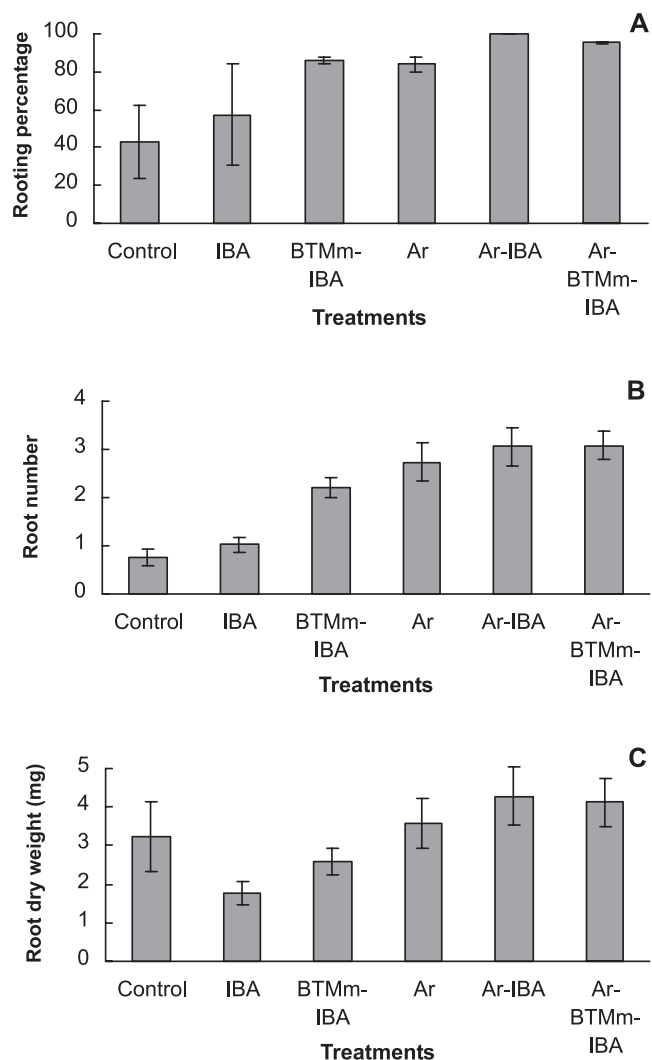 A
Rooting percentage
100
80
60
40
20
0
Control IBA BTMm-IBA Ar Ar-IBA Ar-BTMm-IBA
Treatments
B
Root number
4
3
2
1
0
Control IBA BTMm-IBA Ar Ar-IBA Ar-BTMm-IBA
Treatments
C
Root dry weight (mg)
5
4
3
2
1
0
Control IBA BTMm-IBA Ar Ar-IBA Ar-BTMm-IBA
Treatments